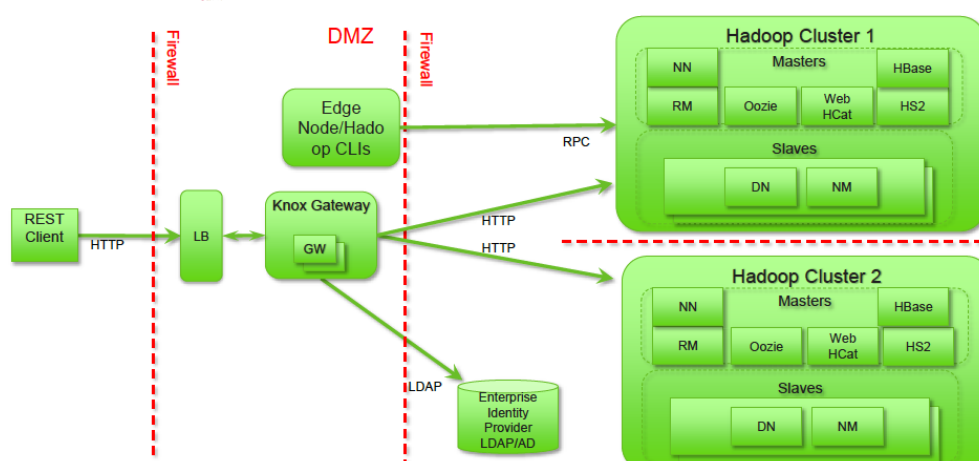 Firewall
DMZ
Firewall
Edge
Node/Hado
op CLIs
RPC
Hadoop Cluster 1
NN
Masters
HBase
RM
Oozie
Web
HCat
HS2
Slaves
DN
NM
REST
Client
HTTP
LB
Knox Gateway
GW
HTTP
HTTP
LDAP
Enterprise
Identity
Provider
LDAP/AD
Hadoop Cluster 2
NN
Masters
HBase
RM
Oozie
Web
HCat
HS2
Slaves
DN
NM